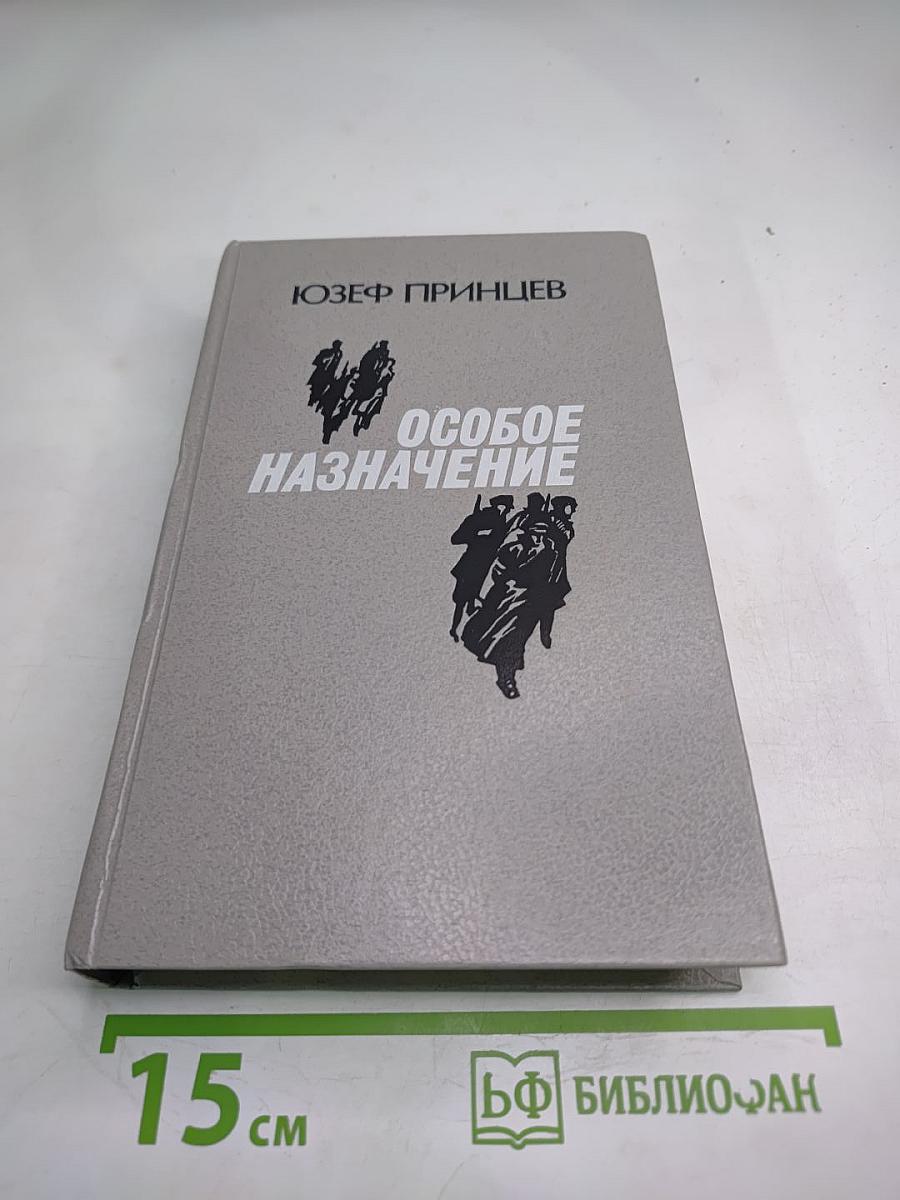 ЮЗЕФ ПРИНЦЕВ
ОСОБОЕ
НАЗНАЧЕНИЕ
15 см
БФ БИБЛИОФАН